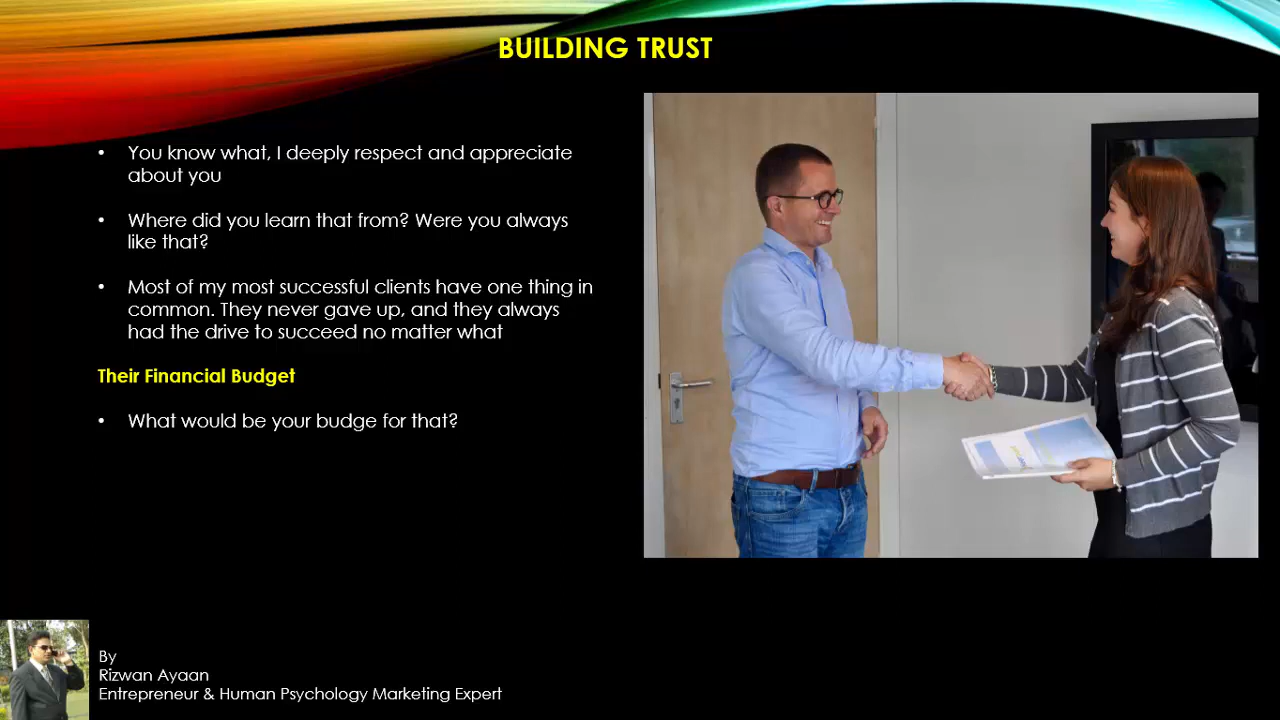 BUILDING TRUST
• You know what, I deeply respect and appreciate
about you
• Where did you learn that from? Were you always
like that?
• Most of my most successful clients have one thing in
common. They never gave up, and they always
had the drive to succeed no matter what
Their Financial Budget
• What would be your budget for that?
By
Rizwan Ayaan
Entrepreneur & Human Psychology Marketing Expert